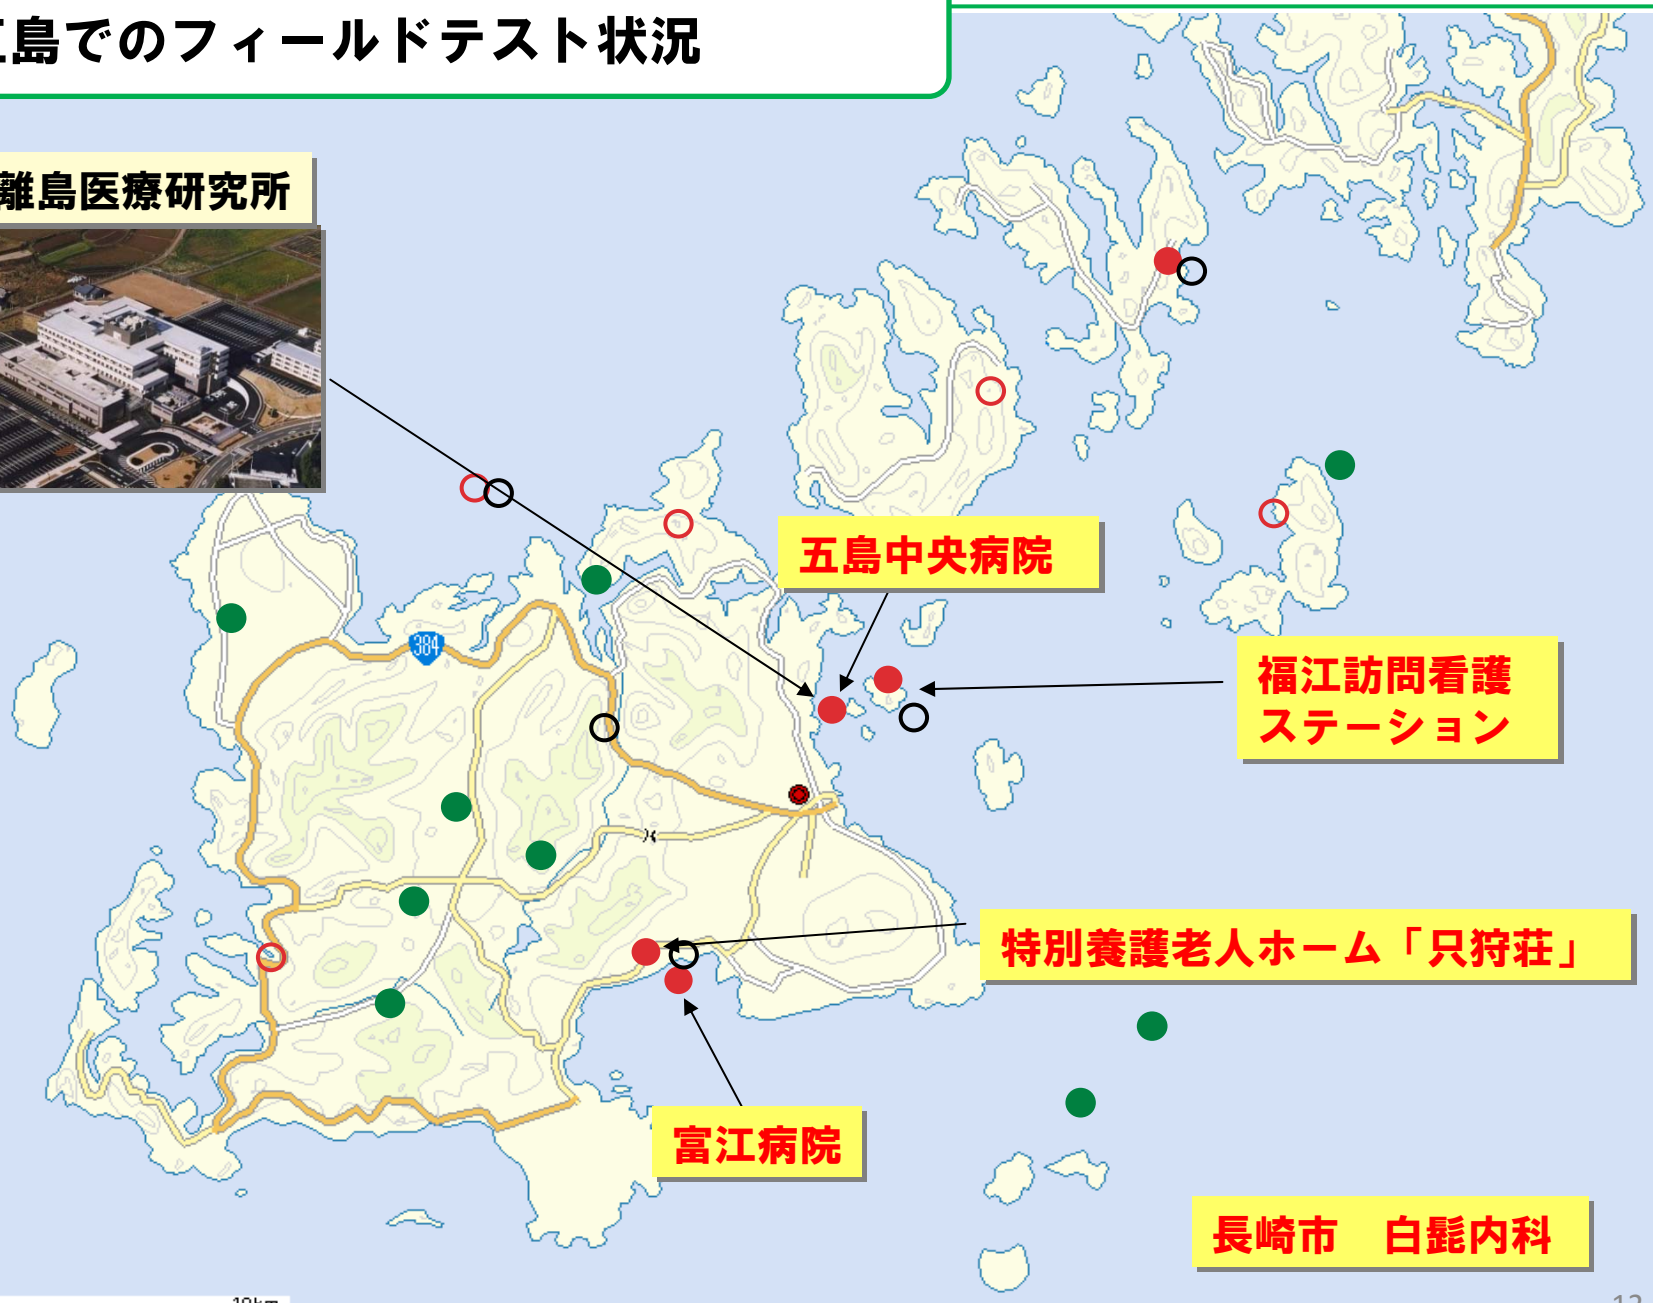 島でのフィールドテスト状況
離島医療研究所
五島中央病院
384
福江訪問看護
ステーション
特別養護老人ホーム「只狩荘」
富江病院
長崎市　白髭内科